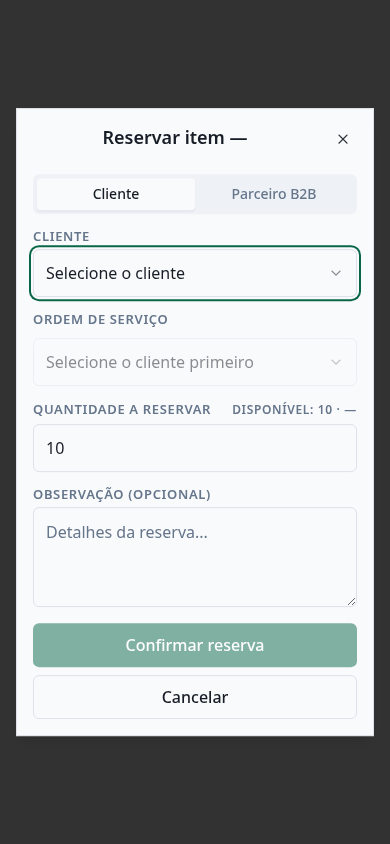 Reservar item —
Cliente
Parceiro B2B
CLIENTE
Selecione o cliente
ORDEM DE SERVIÇO
Selecione o cliente primeiro
QUANTIDADE A RESERVAR
DISPONÍVEL: 10 · —
10
OBSERVAÇÃO (OPCIONAL)
Detalhes da reserva...
Confirmar reserva
Cancelar